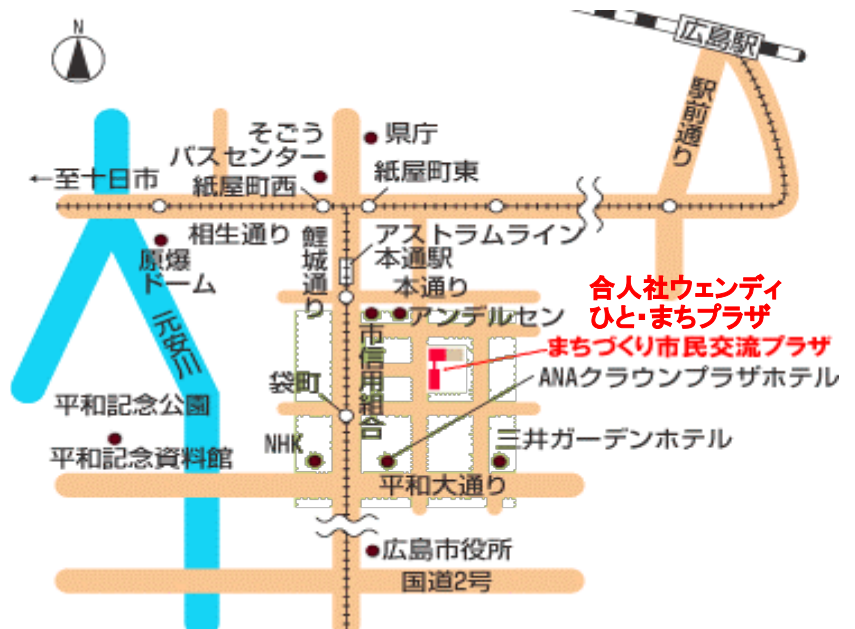 N
広島駅
駅前通り
そごう
バスセンター
県庁
←至十日市
紙屋町西
紙屋町東
相生通り
鯉城通り
アストラムライン
本通駅
原爆
ドーム
本通り
合人社ウェンディ
ひと・まちプラザ
元安川
アンデルセン
市信用組合
まちづくり市民交流プラザ
袋町
ANAクラウンプラザホテル
平和記念公園
NHK
三井ガーデンホテル
平和記念資料館
平和大通り
広島市役所
国道2号